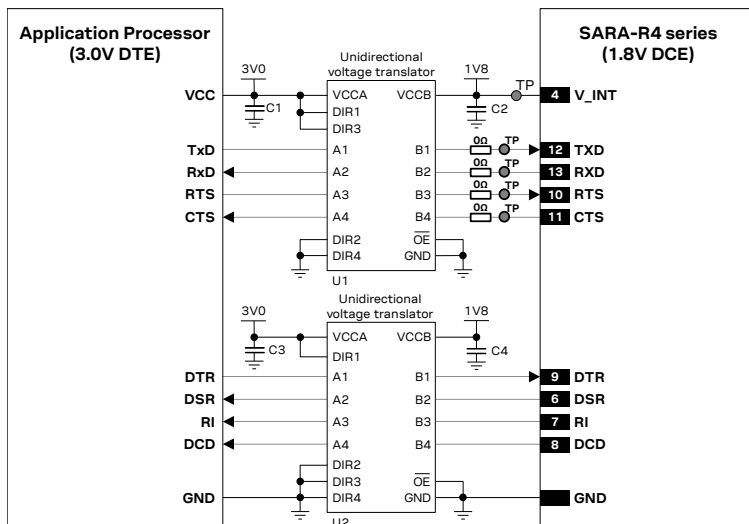 Application Processor
(3.0V DTE)
SARA-R4 series
(1.8V DCE)
Unidirectional
voltage translator
3V0
1V8
TP
VCC
VCCA
VCCB
4
V_INT
C1
DIR1
C2
DIR3
0Ω
TP
TxD
A1
B1
12
TXD
0Ω
TP
RxD
A2
B2
13
RXD
0Ω
TP
RTS
A3
B3
10
RTS
0Ω
TP
CTS
A4
B4
11
CTS
DIR2
OE
DIR4
GND
U1
Unidirectional
voltage translator
3V0
1V8
VCCA
VCCB
C3
DIR1
C4
DTR
A1
B1
9
DTR
DSR
A2
B2
6
DSR
RI
A3
B3
7
RI
DCD
A4
B4
8
DCD
DIR2
DIR3
OE
GND
DIR4
GND
GND
U2